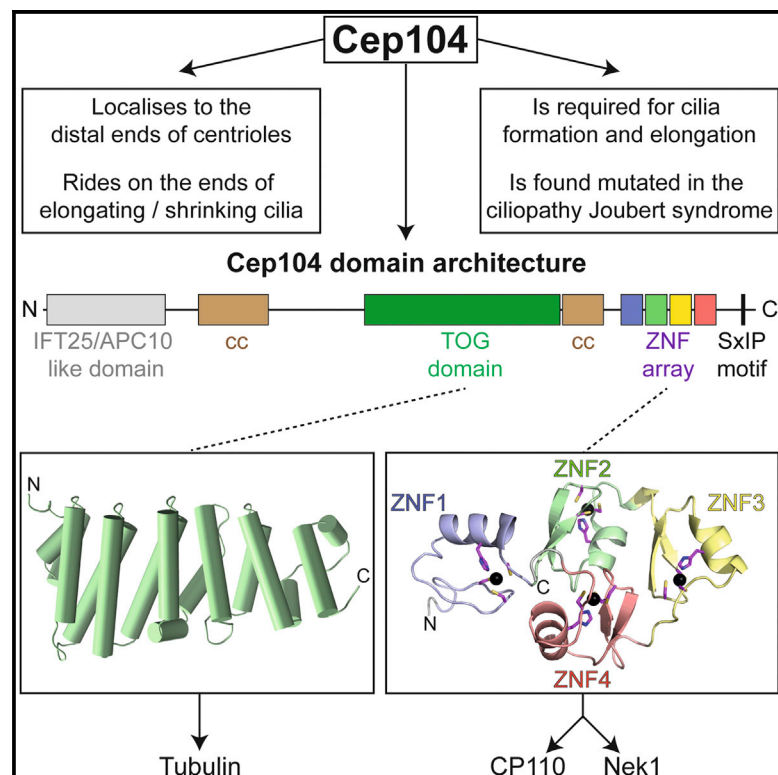 Cep104
Localises to the
distal ends of centrioles
Rides on the ends of
elongating / shrinking cilia
Is required for cilia
formation and elongation
Is found mutated in the
ciliopathy Joubert syndrome
Cep104 domain architecture
N
C
IFT25/APC10
like domain
cc
TOG
domain
cc
ZNF
array
SxIP
motif
N
C
ZNF1
ZNF2
ZNF3
N
C
ZNF4
Tubulin
CP110
Nek1